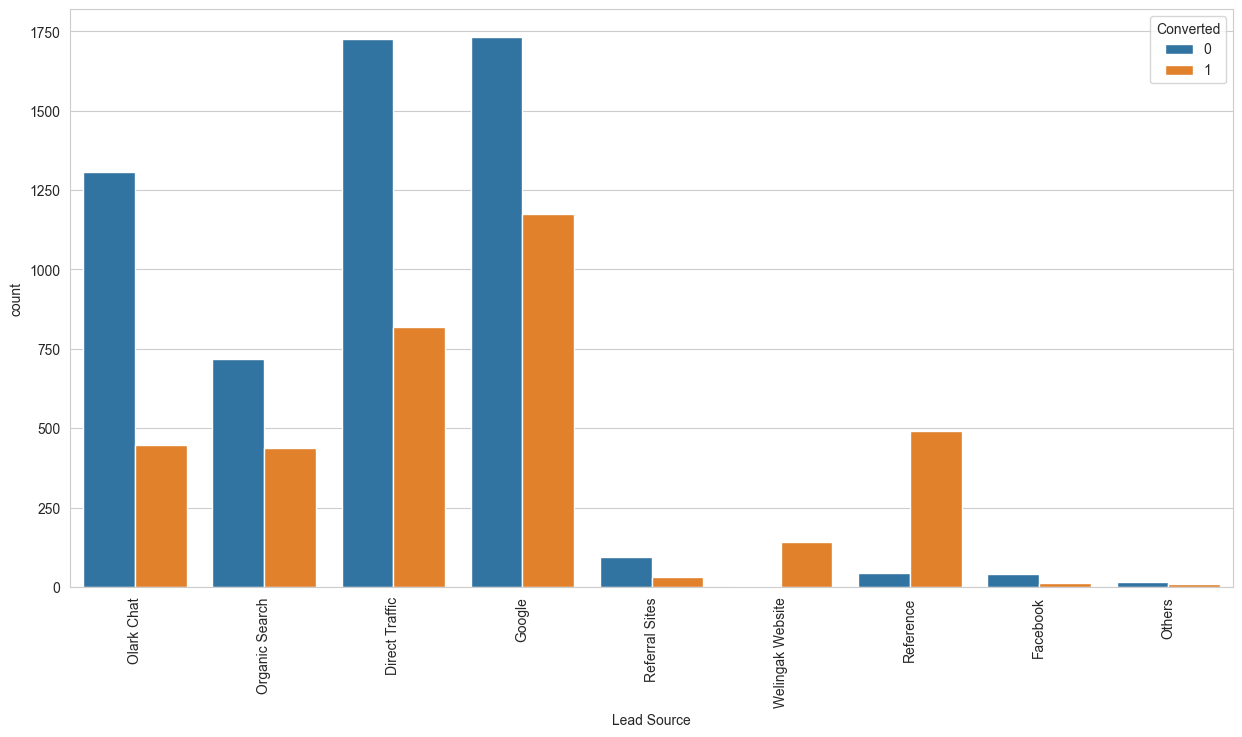 Converted
0
1
1750
1500
1250
1000
750
500
250
0
count
Olark Chat
Organic Search
Direct Traffic
Google
Referral Sites
Welingak Website
Reference
Facebook
Others
Lead Source